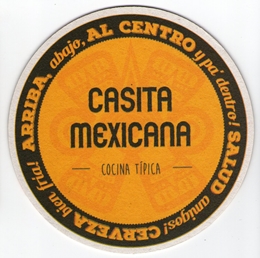 ARRIBA, abajo, AL CENTRO y pa' dentro! SALUD amigos! CERVEZA bien fría!
CASITA
MEXICANA
COCINA TÍPICA